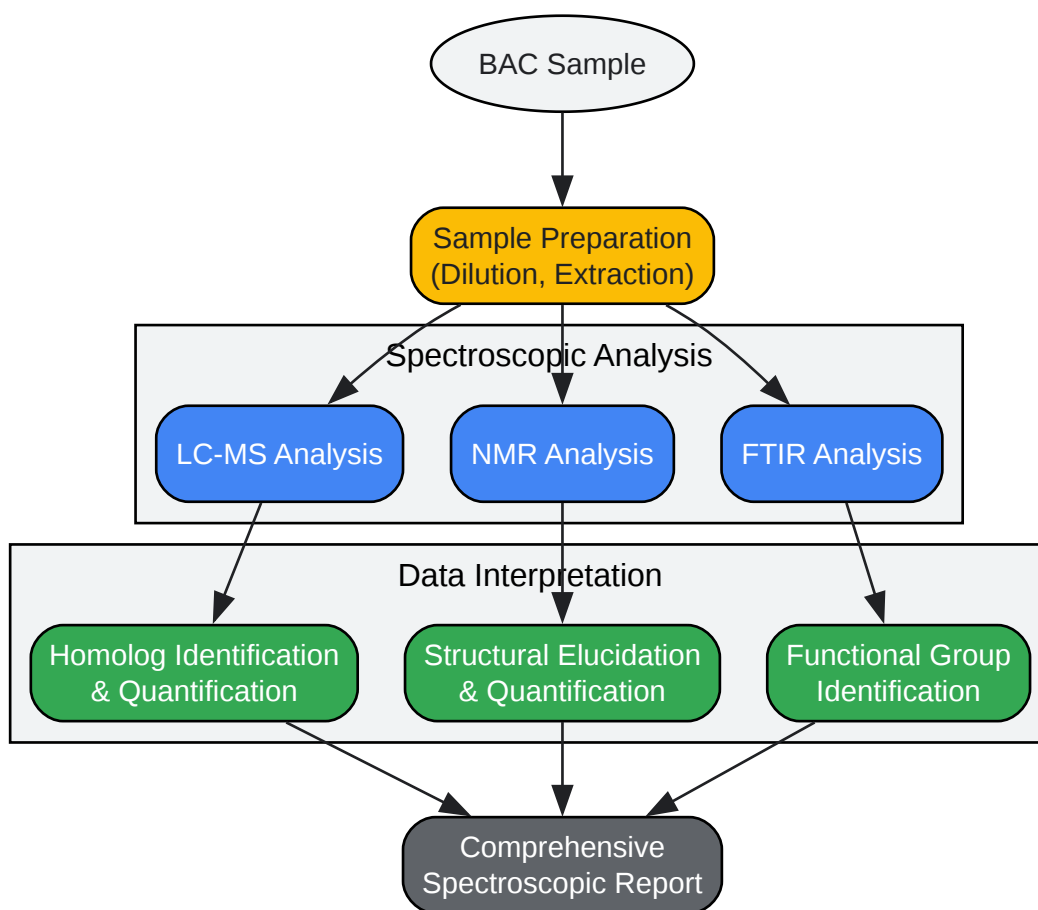 BAC Sample
Sample Preparation
(Dilution, Extraction)
Spectroscopic Analysis
LC-MS Analysis
NMR Analysis
FTIR Analysis
Data Interpretation
Homolog Identification
& Quantification
Structural Elucidation
& Quantification
Functional Group
Identification
Comprehensive
Spectroscopic Report